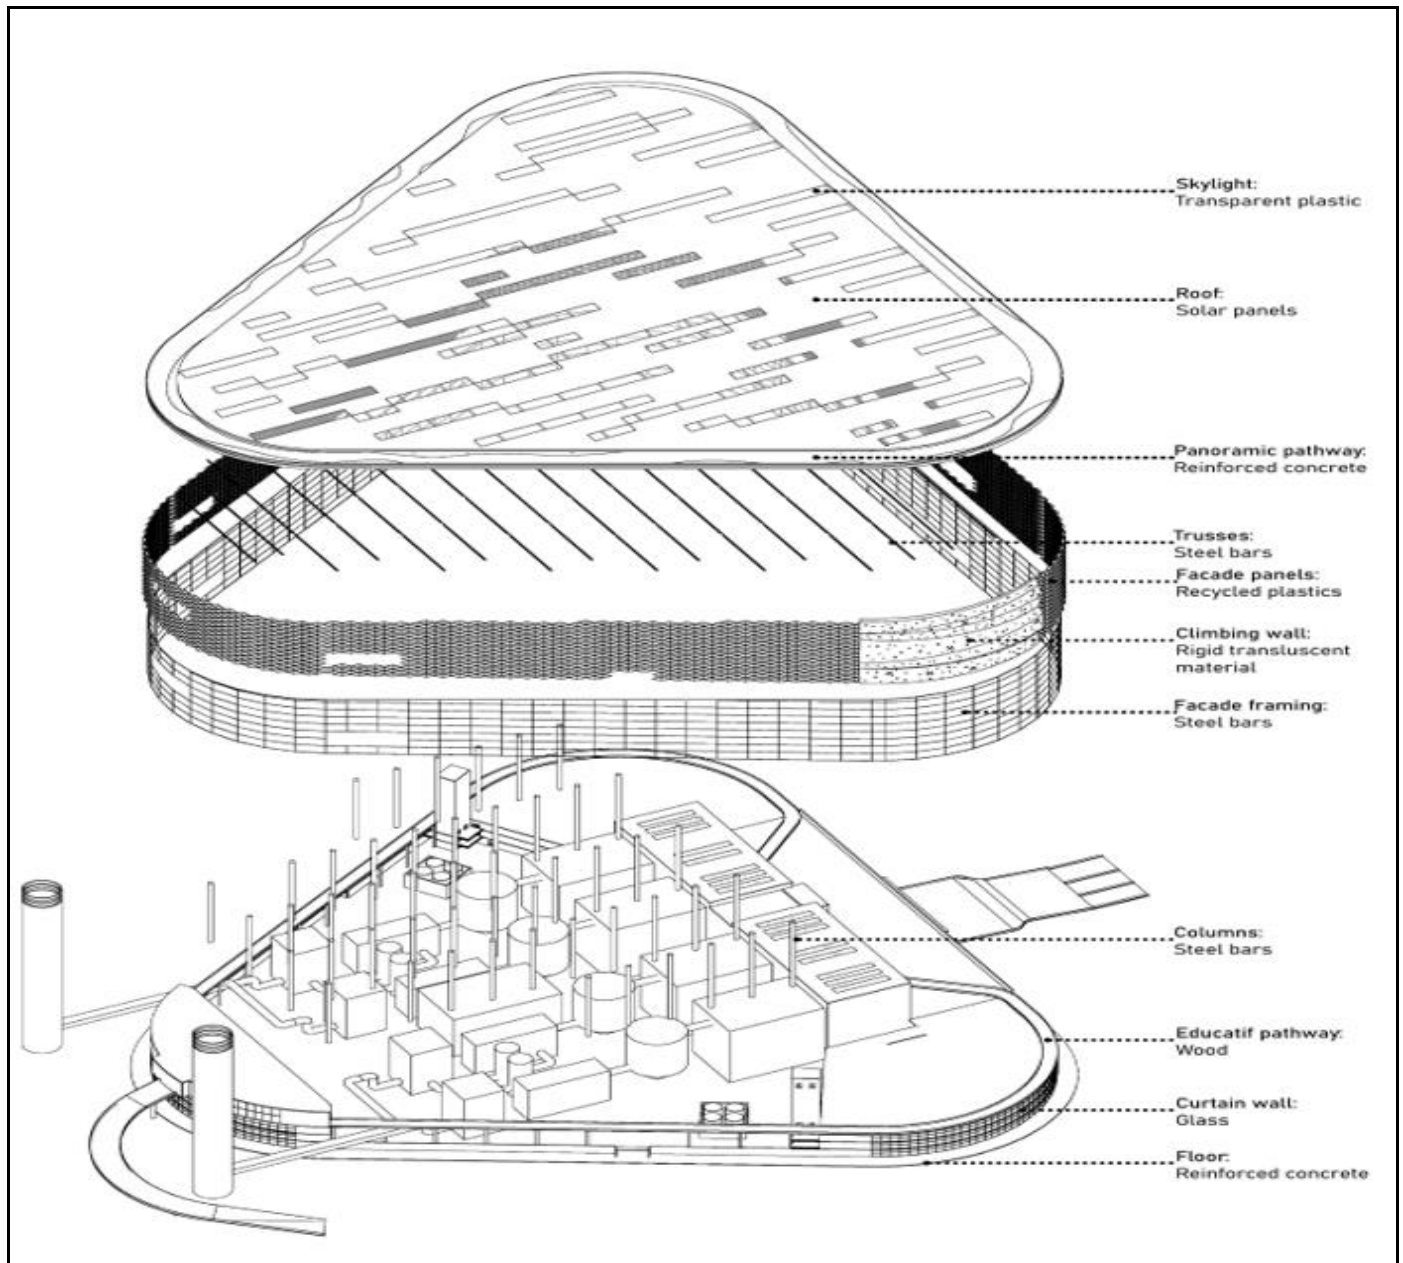 Skylight:
Transparent plastic
Roof:
Solar panels
Panoramic pathway:
Reinforced concrete
Trusses:
Steel bars
Facade panels:
Recycled plastics
Climbing wall:
Rigid transluscent
material
Facade framing:
Steel bars
Columns:
Steel bars
Educatif pathway:
Wood
Curtain wall:
Glass
Floor:
Reinforced concrete